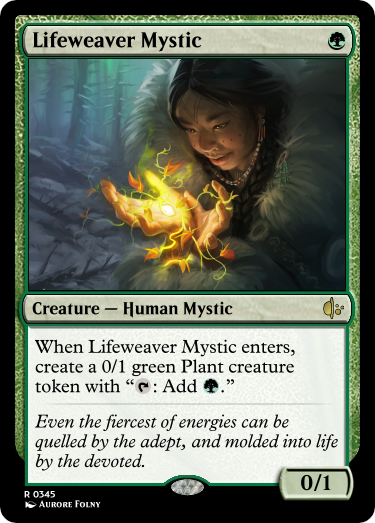 Lifeweaver Mystic
Creature — Human Mystic
When Lifeweaver Mystic enters,
create a 0/1 green Plant creature
token with “: Add .”
Even the fiercest of energies can be
quelled by the adept, and molded into life
by the devoted.
0/1
R 0345
Aurore Folny